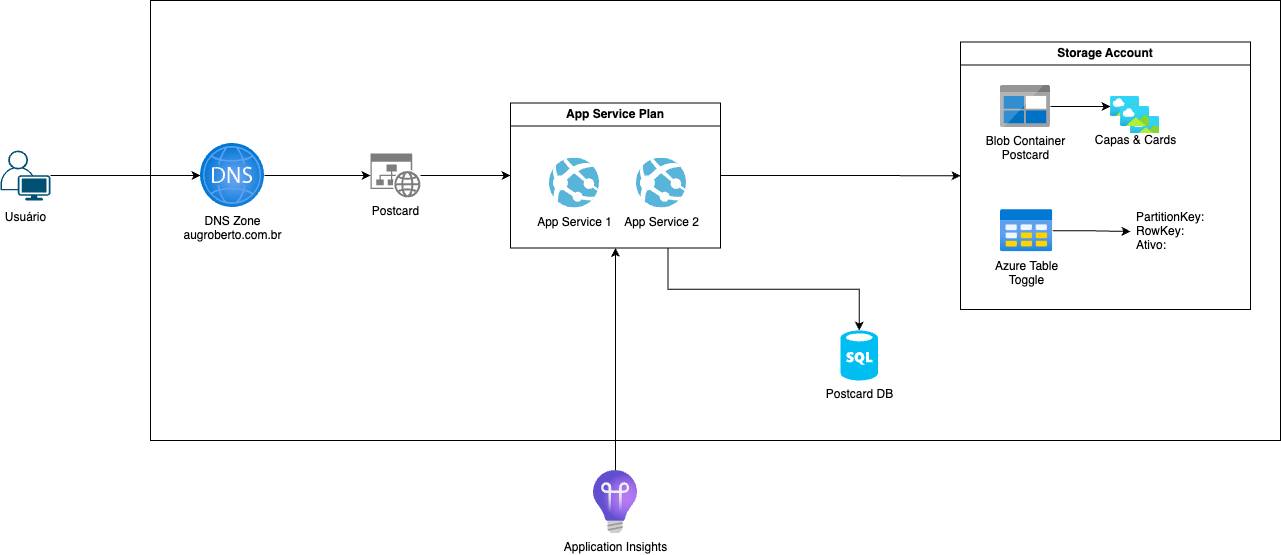 Usuário
DNS
DNS Zone
augroberto.com.br
Postcard
App Service Plan
App Service 1
App Service 2
Storage Account
Blob Container
Postcard
Capas & Cards
Azure Table
Toggle
PartitionKey:
RowKey:
Ativo:
SQL
Postcard DB
Application Insights